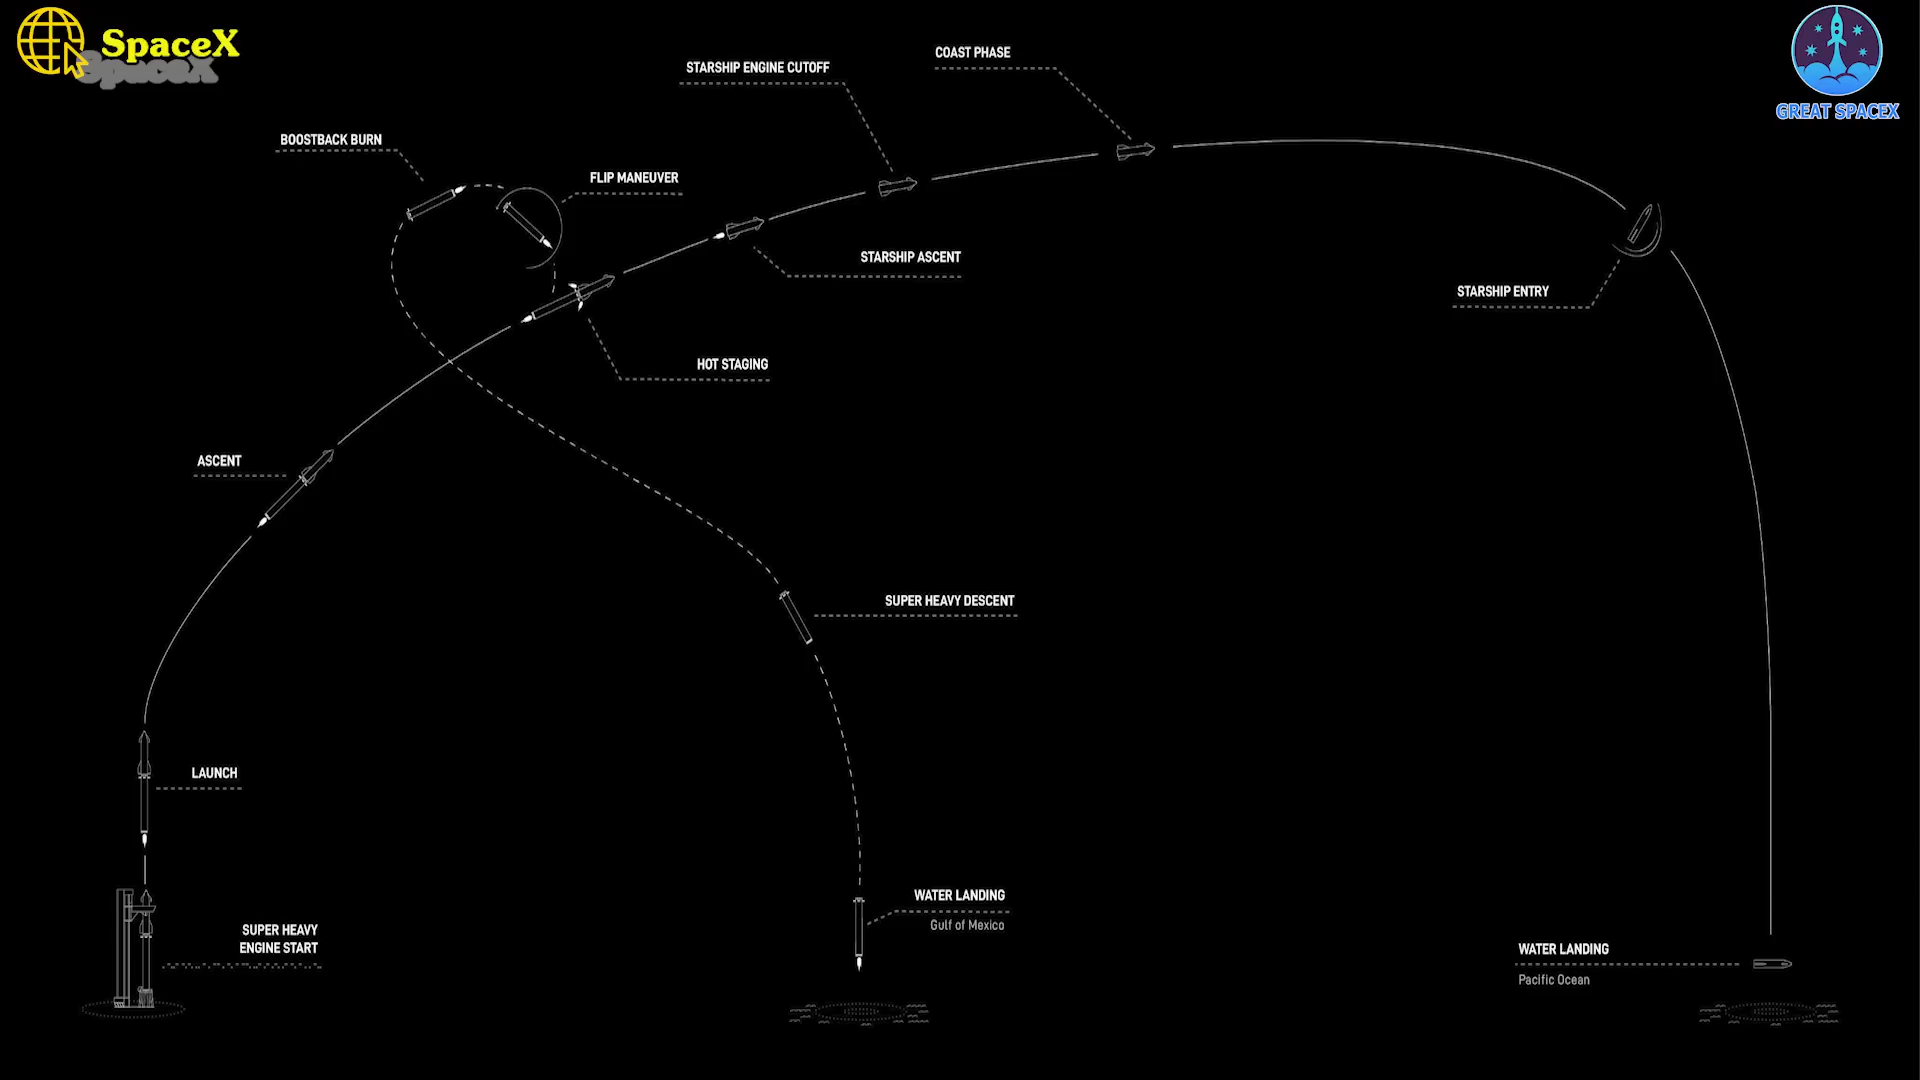 SpaceX
SpaceX
GREAT SPACEX
COAST PHASE
STARSHIP ENGINE CUTOFF
BOOSTBACK BURN
FLIP MANEUVER
STARSHIP ASCENT
STARSHIP ENTRY
HOT STAGING
ASCENT
SUPER HEAVY DESCENT
LAUNCH
WATER LANDING
Gulf of Mexico
SUPER HEAVY
ENGINE START
WATER LANDING
Pacific Ocean